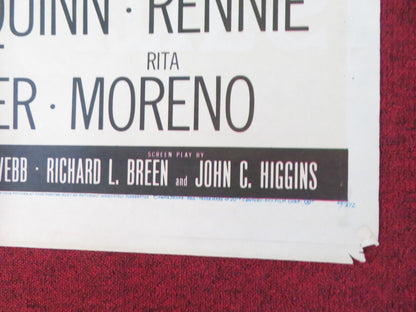 QUINN · RENNIE
RITA
ER · MORENO
SCREEN PLAY BY
WEBB · RICHARD L. BREEN and JOHN C. HIGGINS